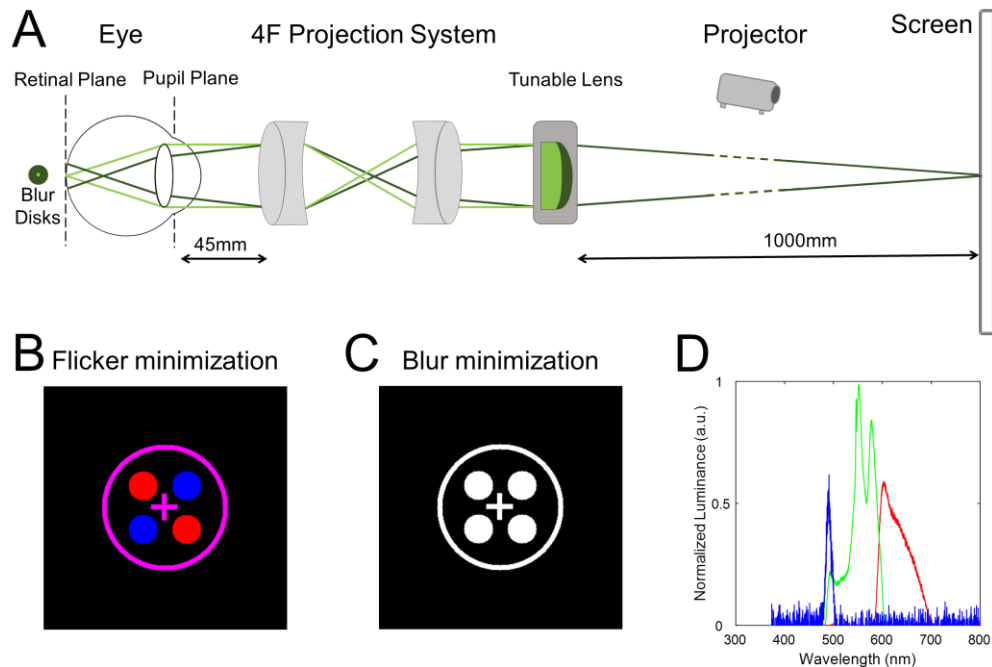 A
Eye
4F Projection System
Projector
Screen
Retinal Plane
Pupil Plane
Tunable Lens
Blur
Disks
45mm
1000mm
B
Flicker minimization
C
Blur minimization
D
Normalized Luminance (a.u.)
1
0.5
0
300 400 500 600 700 800
Wavelength (nm)